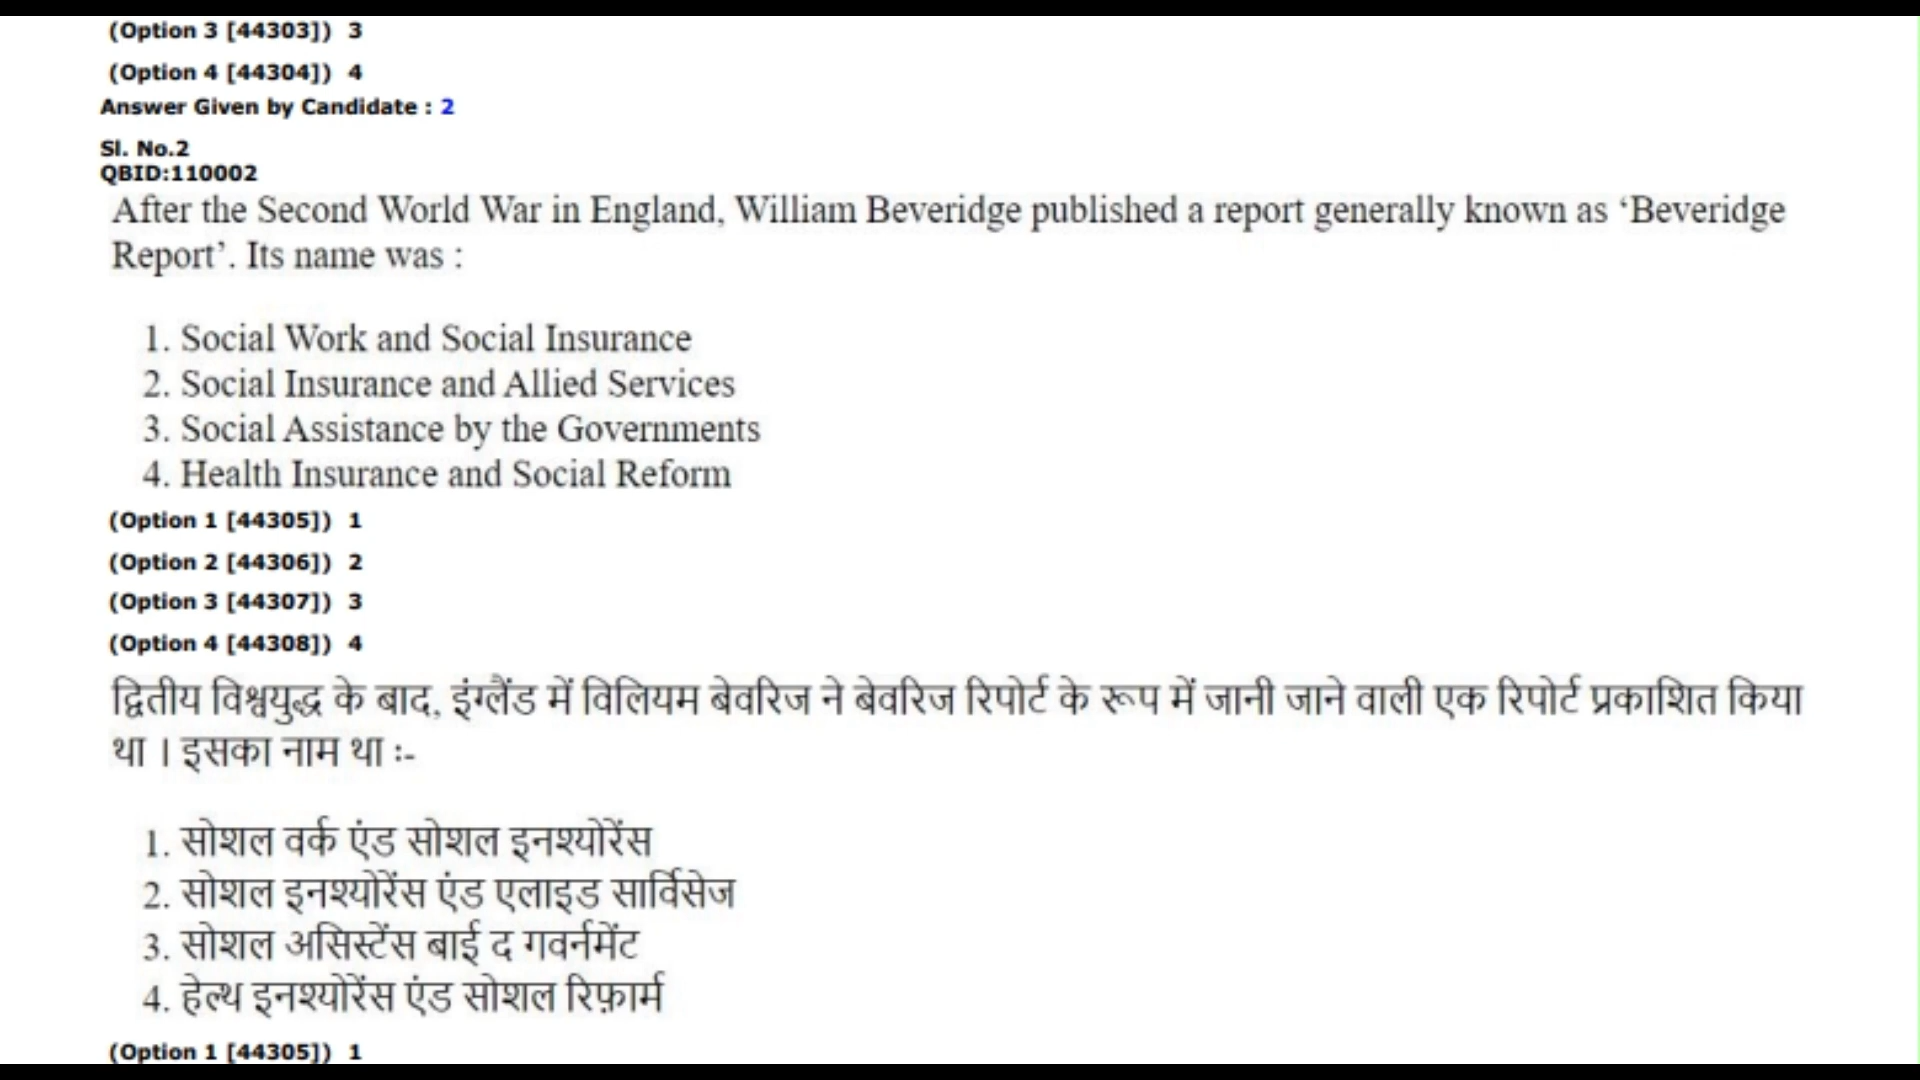 (Option 3 [44303]) 3
(Option 4 [44304]) 4
Answer Given by Candidate : 2
Sl. No.2
QBID:110002
After the Second World War in England, William Beveridge published a report generally known as ‘Beveridge
Report’. Its name was :
1. Social Work and Social Insurance
2. Social Insurance and Allied Services
3. Social Assistance by the Governments
4. Health Insurance and Social Reform
(Option 1 [44305]) 1
(Option 2 [44306]) 2
(Option 3 [44307]) 3
(Option 4 [44308]) 4
द्वितीय विश्वयुद्ध के बाद, इंग्लैंड में विलियम बेवरिज ने बेवरिज रिपोर्ट के रूप में जानी जाने वाली एक रिपोर्ट प्रकाशित किया
था । इसका नाम था :-
1. सोशल वर्क एंड सोशल इनश्योरेंस
2. सोशल इनश्योरेंस एंड एलाइड सार्विसेज
3. सोशल असिस्टेंस बाई द गवर्नमेंट
4. हेल्थ इनश्योरेंस एंड सोशल रिफ़ार्म
(Option 1 [44305]) 1